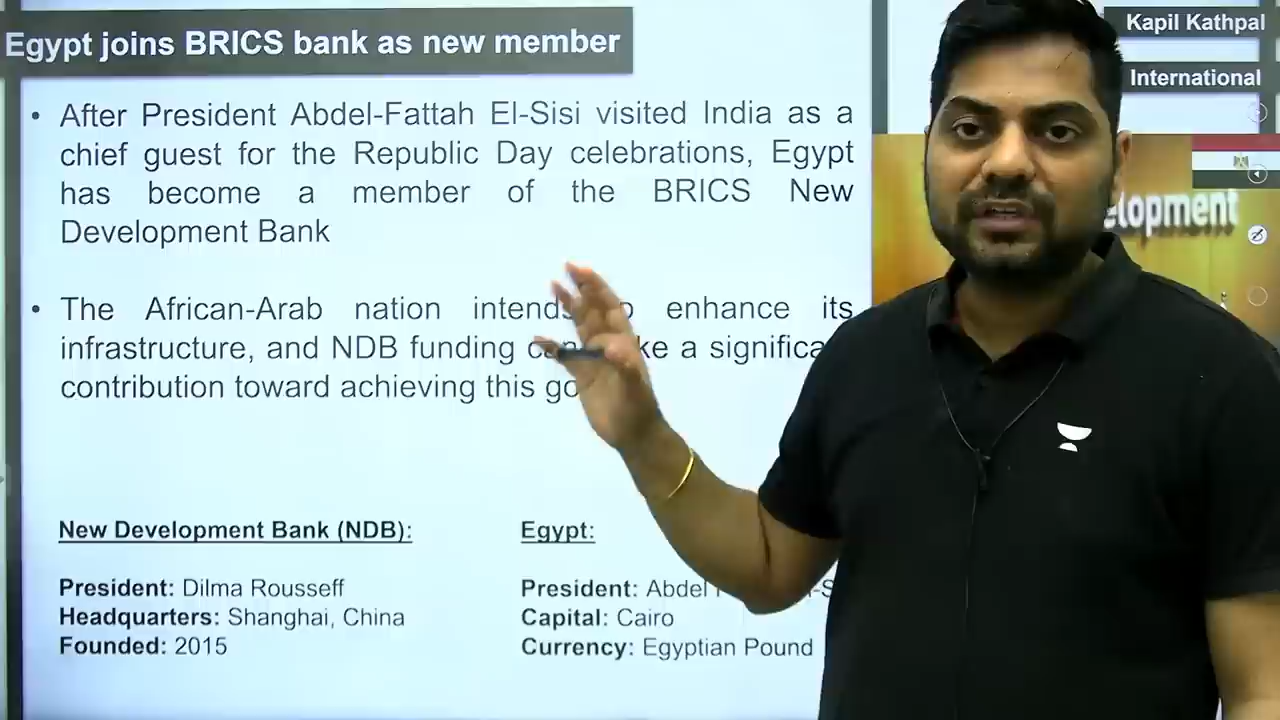 Egypt joins BRICS bank as new member
Kapil Kathpal
International
• After President Abdel-Fattah El-Sisi visited India as a
chief guest for the Republic Day celebrations, Egypt
has become a member of the BRICS New
Development Bank
• The African-Arab nation intends enhance its
infrastructure, and NDB funding a
contribution toward achieving this
elopment
New Development Bank (NDB):
President: Dilma Rousseff
Headquarters: Shanghai, China
Founded: 2015
Egypt:
President: Abdel
Capital: Cairo
Currency: Egyptian Pound